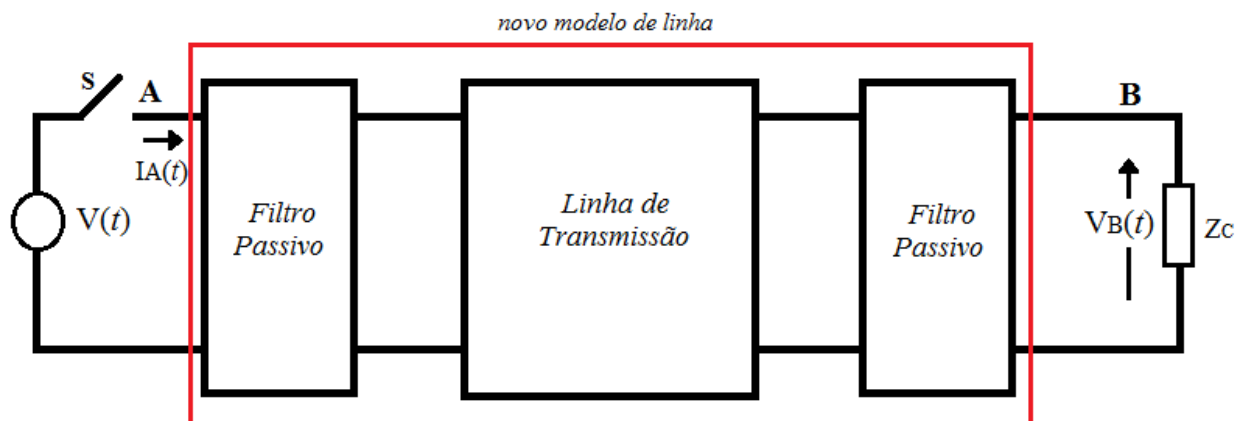 novo modelo de linha
S
A
B
IA(t)
V(t)
Filtro
Passivo
Linha de
Transmissão
Filtro
Passivo
VB(t)
ZC